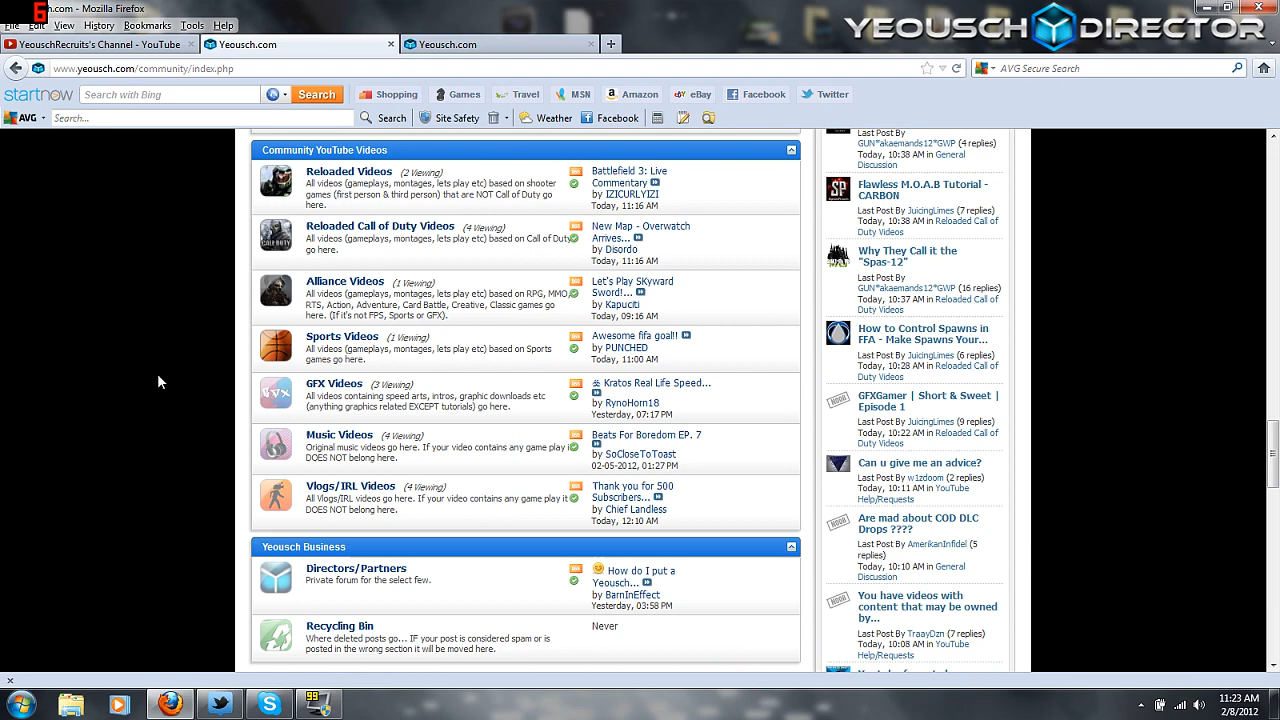 6
h.com - Mozilla Firefox
File Edit View History Bookmarks Tools Help
YEOUSCH DIRECTOR
YeouschRecruits's Channel - YouTube
Yeousch.com
Yeousch.com
www.yeousch.com/community/index.php
AVG Secure Search
startnow Search with Bing Search Shopping Games Travel MSN Amazon eBay Facebook Twitter
AVG Search... Search Site Safety Weather Facebook
Community YouTube Videos
Reloaded Videos (2 Viewing)
All videos (gameplays, montages, lets play etc) based on shooter
games (first person & third person) that are NOT Call of Duty go
here.
Battlefield 3: Live
Commentary
by IZICURLYIZI
Today, 11:16 AM
Reloaded Call of Duty Videos (4 Viewing)
All videos (gameplays, montages, lets play etc) based on Call of Duty
go here.
New Map - Overwatch
Arrives...
by Disordo
Today, 11:16 AM
Alliance Videos (1 Viewing)
All videos (gameplays, montages, lets play etc) based on RPG, MMO,
RTS, Action, Adventure, Card Battle, Creative, Classic games go
here. (If it's not FPS, Sports or GFX).
Let's Play SKyward
Sword!...
by Kapucti
Today, 09:16 AM
Sports Videos (1 Viewing)
All videos (gameplays, montages, lets play etc) based on Sports
games go here.
Awesome fifa goal!!
by PUNCHED
Today, 11:00 AM
GFX Videos (3 Viewing)
All videos containing speed arts, intros, graphic downloads etc
(anything graphics related EXCEPT tutorials) go here.
Kratos Real Life Speed...
by RynoHorn18
Yesterday, 07:17 PM
Music Videos (4 Viewing)
Original music videos go here. If your video contains any game play i
DOES NOT belong here.
Beats For Boredom EP. 7
by SoCloseToToast
02-05-2012, 01:27 PM
Vlogs/IRL Videos (4 Viewing)
All Vlogs/IRL videos go here. If your video contains any game play it
DOES NOT belong here.
Thank you for 500
Subscribers...
by Chief Landless
Today, 12:10 AM
Yeousch Business
Directors/Partners
Private forum for the select few.
How do I put a
Yeousch...
by BarnInEffect
Yesterday, 03:58 PM
Recycling Bin
Where deleted posts go... IF your post is considered spam or is
posted in the wrong section it will be moved here.
Never
Last Post By
GUN*akaemands12*GWP (4 replies)
Today, 10:38 AM in General
Discussion
Flawless M.O.A.B Tutorial -
CARBON
Last Post By JuicingLimes (7 replies)
Today, 10:38 AM in Reloaded Call of
Duty Videos
Why They Call it the
"Spas-12"
Last Post By
GUN*akaemands12*GWP (16 replies)
Today, 10:37 AM in Reloaded Call of
Duty Videos
How to Control Spawns in
FFA - Make Spawns Your...
Last Post By JuicingLimes (6 replies)
Today, 10:28 AM in Reloaded Call of
Duty Videos
NOOB
GFXGamer | Short & Sweet |
Episode 1
Last Post By JuicingLimes (9 replies)
Today, 10:22 AM in Reloaded Call of
Duty Videos
Can u give me an advice?
Last Post By w1zdoom (2 replies)
Today, 10:11 AM in YouTube
Help/Requests
NOOB
Are mad about COD DLC
Drops ????
Last Post By AmerikanInfidel (5
replies)
Today, 10:10 AM in General
Discussion
NOOB
You have videos with
content that may be owned
by...
Last Post By TraayDzn (7 replies)
Today, 10:08 AM in YouTube
Help/Requests
99
11:23 AM
2/8/2012